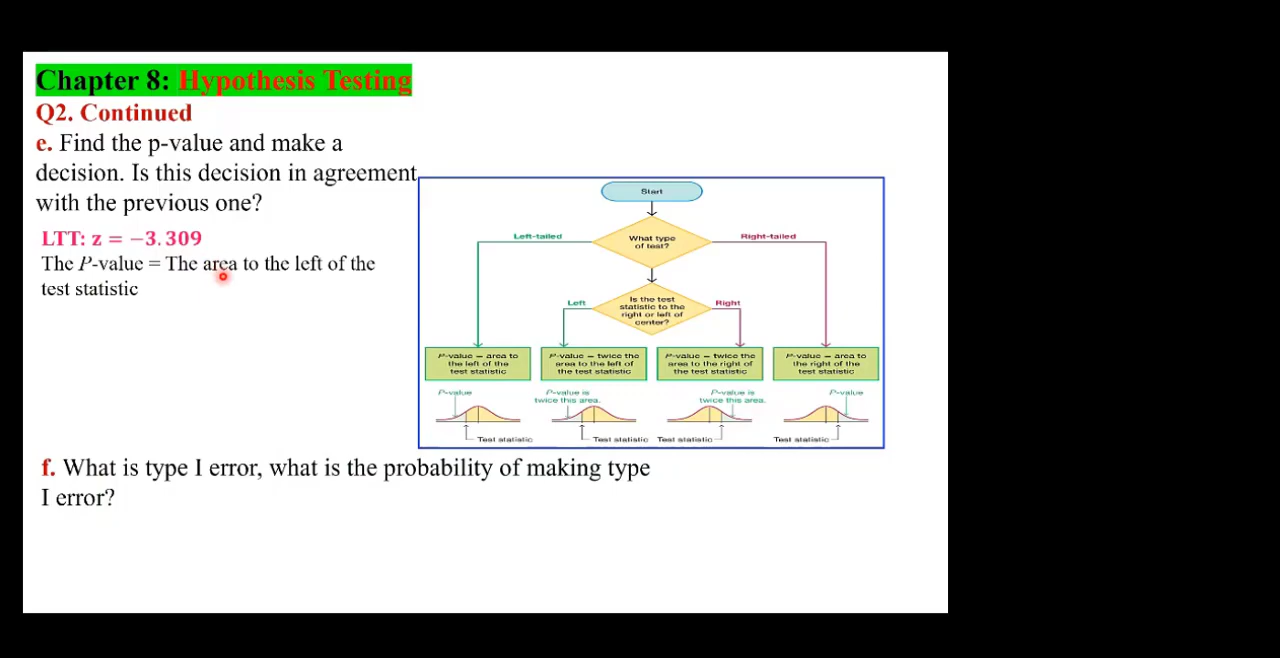 Chapter 8: Hypothesis Testing
Q2. Continued
e. Find the p-value and make a
decision. Is this decision in agreement
with the previous one?
LTT: z = −3.309
The P-value = The area to the left of the
test statistic
Start
What type
of test?
Left-tailed
Right-tailed
Is the test
statistic to the
right or left of
center?
Left
Right
P-value = area to
the left of the
test statistic
P-value = twice the
area to the left of
the test statistic
P-value = twice the
area to the right of
the test statistic
P-value = area to
the right of the
test statistic
P-value
P-value is
twice this area.
P-value is
twice this area.
P-value
Test statistic
Test statistic
Test statistic
Test statistic
f. What is type I error, what is the probability of making type
I error?